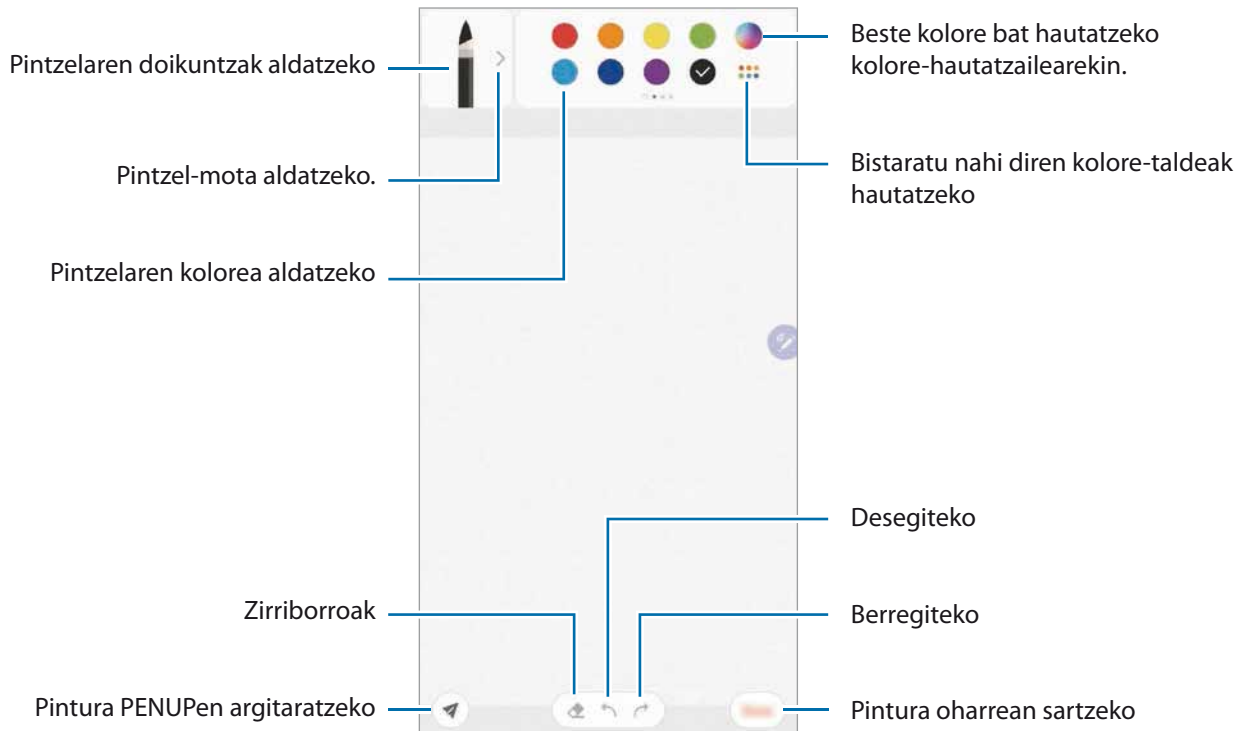 Pintzelaren doikuntzak aldatzeko
Pintzel-mota aldatzeko.
Pintzelaren kolorea aldatzeko
Zirriborroak
Pintura PENUPen argitaratzeko
Beste kolore bat hautatzeko
kolore-hautatzailearekin.
Bistaratu nahi diren kolore-taldeak
hautatzeko
Desegiteko
Berregiteko
Pintura oharrean sartzeko